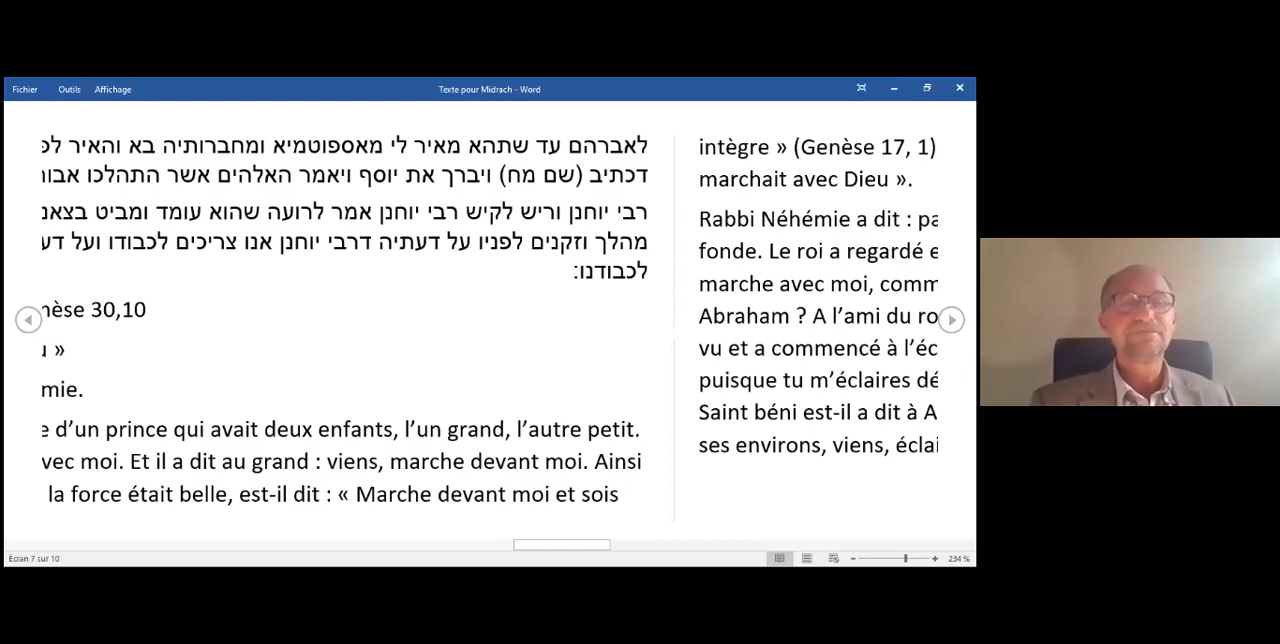 Fichier Outils Affichage Texte pour Midrach - Word
לאברהם עד שתהא מאיר לי מאספוטמיא ומחברותיה בא והאיר
דכתיב (שם מח) ויברך את יוסף ויאמר האלהים אשר התהלכו
רבי יוחנן וריש לקיש רבי יוחנן אמר לרועה שהוא עומד ומביט
מהלך וזקנים לפניו על דעתיה דרבי יוחנן אנו צריכים לכבודו ועל
לכבודנו:
nèse 30,10
»
mie.
e d’un prince qui avait deux enfants, l’un grand, l’autre petit.
vec moi. Et il a dit au grand : viens, marche devant moi. Ainsi
la force était belle, est-il dit : « Marche devant moi et sois
intègre » (Genèse 17, 1)
marchait avec Dieu ».
Rabbi Néhémie a dit : pa
fonde. Le roi a regardé e
marche avec moi, comm
Abraham ? A l’ami du ro
vu et a commencé à l’éc
puisque tu m’éclaires dé
Saint béni est-il a dit à A
ses environs, viens, éclai
Écran 7 sur 10 234 %